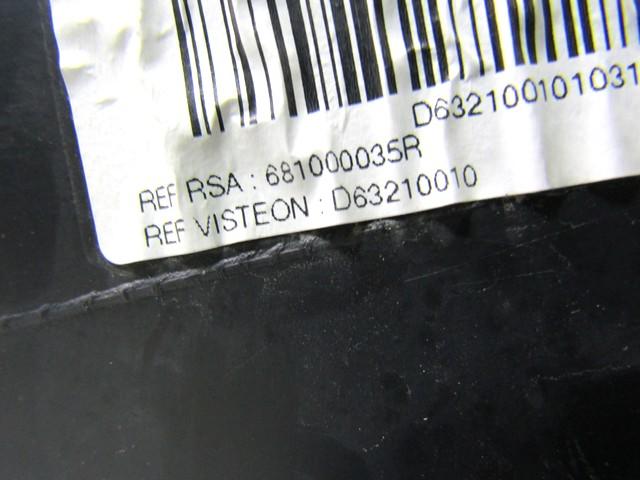 D632100101031
REF RSA : 681000035R
REF VISTEON : D63210010